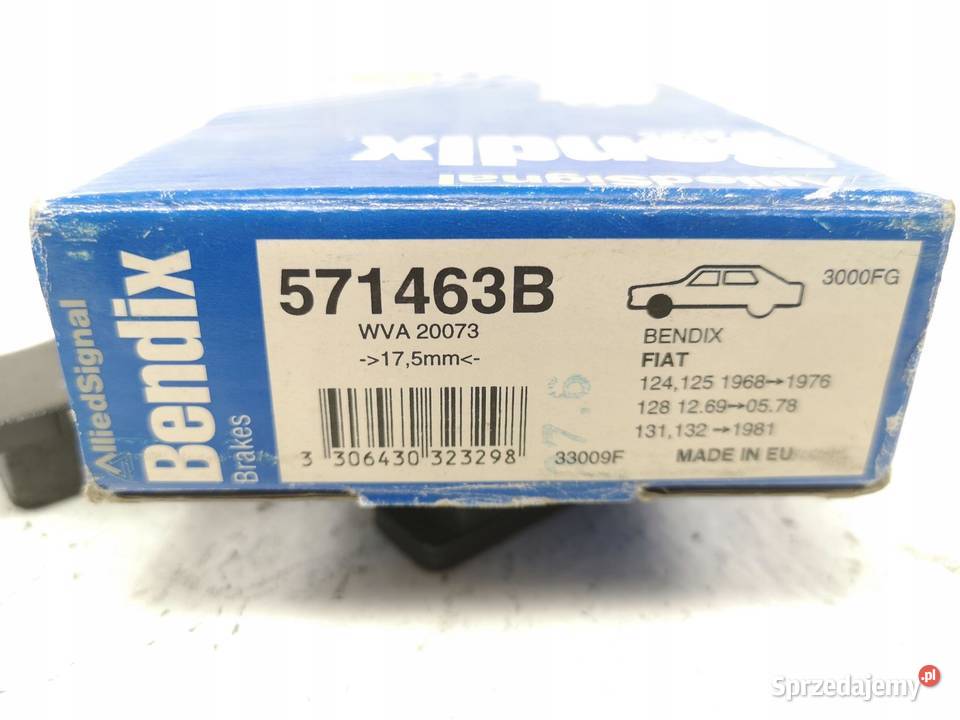 Bendix
AlliedSignal
AlliedSignal
Bendix
Brakes
571463B
WVA 20073
->17,5mm<-
3 306430 323298
3000FG
BENDIX
FIAT
124,125 1968→1976
128 12.69→05.78
131,132→1981
33009F
MADE IN EU
Sprzedajemy.pl